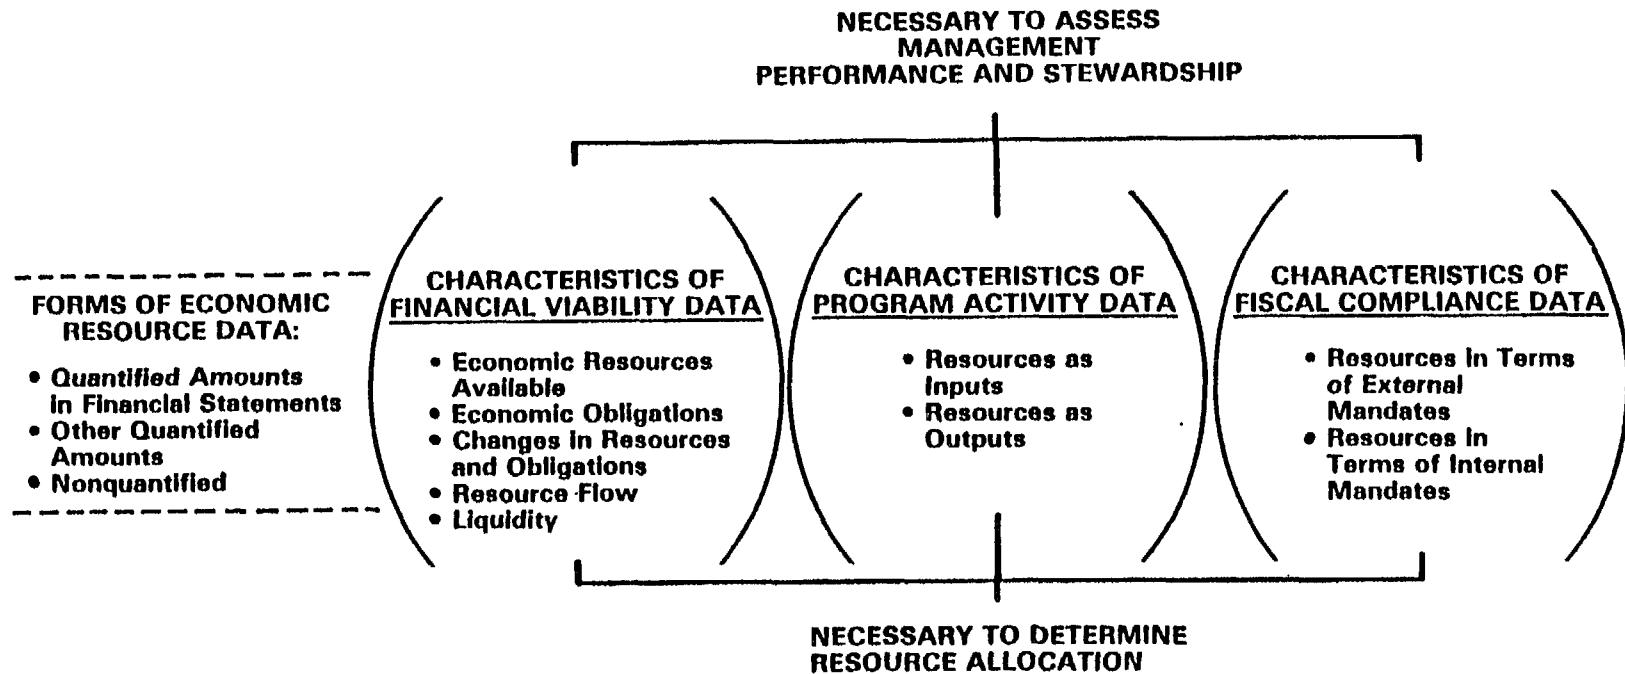 NECESSARY TO ASSESS
MANAGEMENT
PERFORMANCE AND STEWARDSHIP
FORMS OF ECONOMIC
RESOURCE DATA:
• Quantified Amounts
in Financial Statements
• Other Quantified
Amounts
• Nonquantified
CHARACTERISTICS OF
FINANCIAL VIABILITY DATA
• Economic Resources
Available
• Economic Obligations
• Changes in Resources
and Obligations
• Resource Flow
• Liquidity
CHARACTERISTICS OF
PROGRAM ACTIVITY DATA
• Resources as
Inputs
• Resources as
Outputs
CHARACTERISTICS OF
FISCAL COMPLIANCE DATA
• Resources in Terms
of External
Mandates
• Resources in
Terms of Internal
Mandates
NECESSARY TO DETERMINE
RESOURCE ALLOCATION